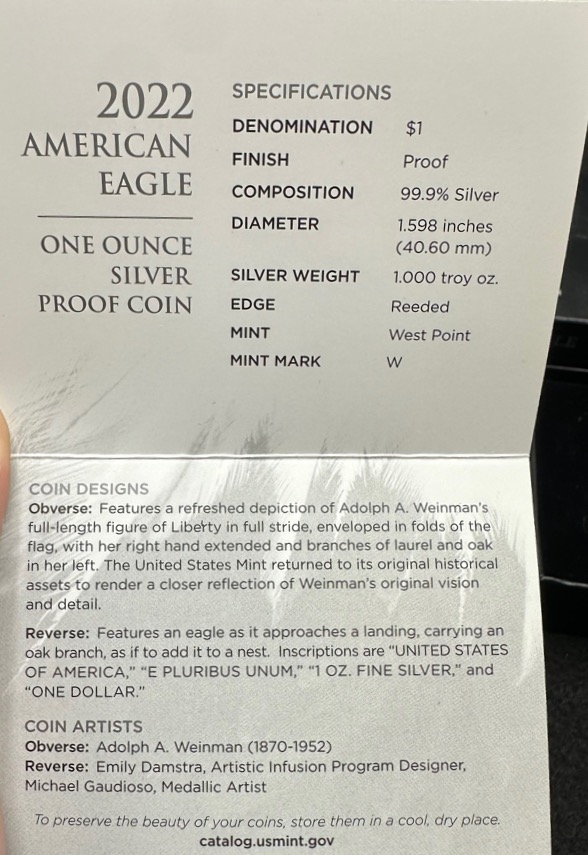 2022
AMERICAN
EAGLE
ONE OUNCE
SILVER
PROOF COIN
SPECIFICATIONS
DENOMINATION $1
FINISH Proof
COMPOSITION 99.9% Silver
DIAMETER 1.598 inches
(40.60 mm)
SILVER WEIGHT 1.000 troy oz.
EDGE Reeded
MINT West Point
MINT MARK W
COIN DESIGNS
Obverse: Features a refreshed depiction of Adolph A. Weinman's
full-length figure of Liberty in full stride, enveloped in folds of the
flag, with her right hand extended and branches of laurel and oak
in her left. The United States Mint returned to its original historical
assets to render a closer reflection of Weinman's original vision
and detail.
Reverse: Features an eagle as it approaches a landing, carrying an
oak branch, as if to add it to a nest. Inscriptions are “UNITED STATES
OF AMERICA,” “E PLURIBUS UNUM,” “1 OZ. FINE SILVER,” and
“ONE DOLLAR.”
COIN ARTISTS
Obverse: Adolph A. Weinman (1870-1952)
Reverse: Emily Damstra, Artistic Infusion Program Designer,
Michael Gaudioso, Medallic Artist
To preserve the beauty of your coins, store them in a cool, dry place.
catalog.usmint.gov